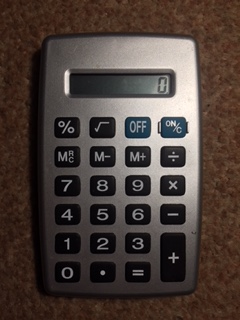 0
% √ OFF ON/C
MRC M- M+ ÷
7 8 9 ×
4 5 6 −
1 2 3 +
0 • =